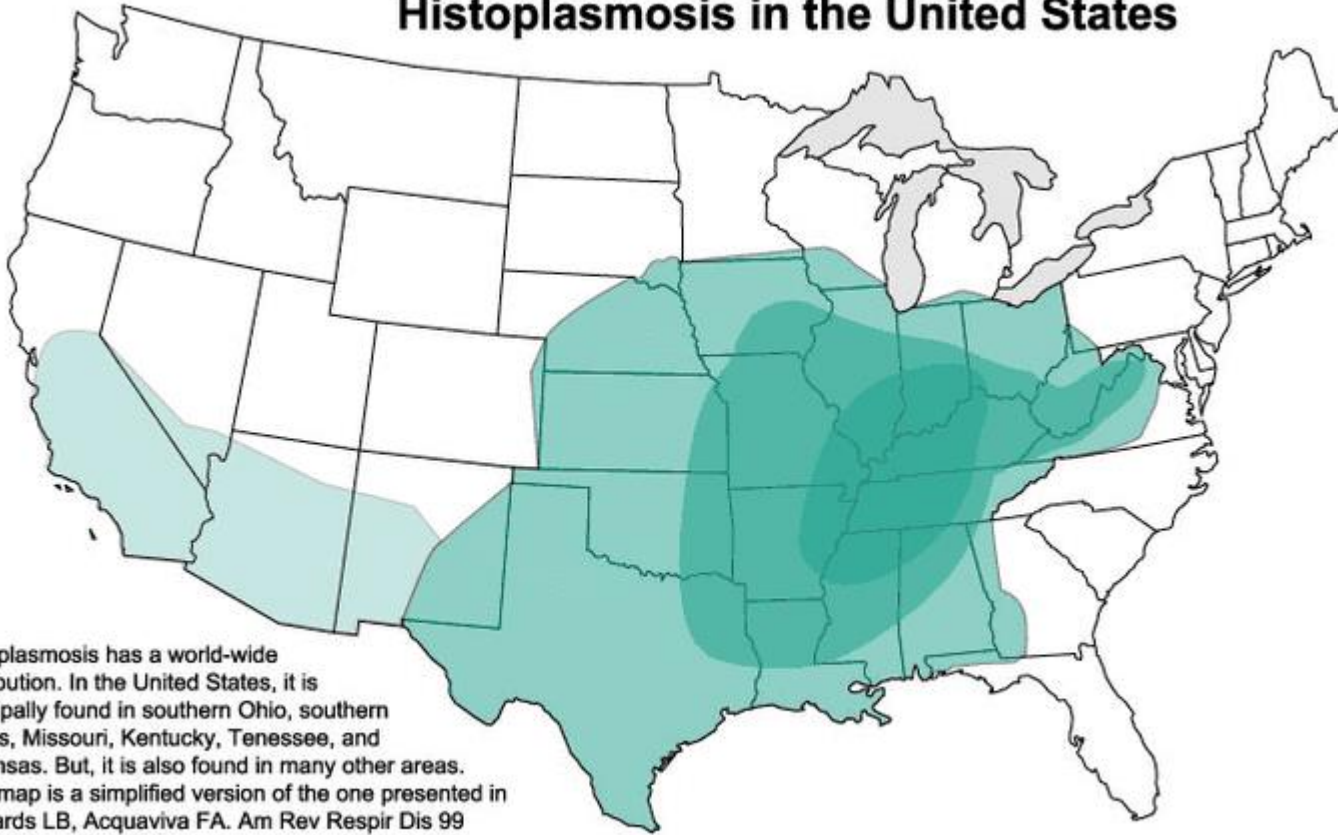 Histoplasmosis in the United States
plasmosis has a world-wide
bution. In the United States, it is
pally found in southern Ohio, southern
s, Missouri, Kentucky, Tenessee, and
nsas. But, it is also found in many other areas.
map is a simplified version of the one presented in
ards LB, Acquaviva FA. Am Rev Respir Dis 99